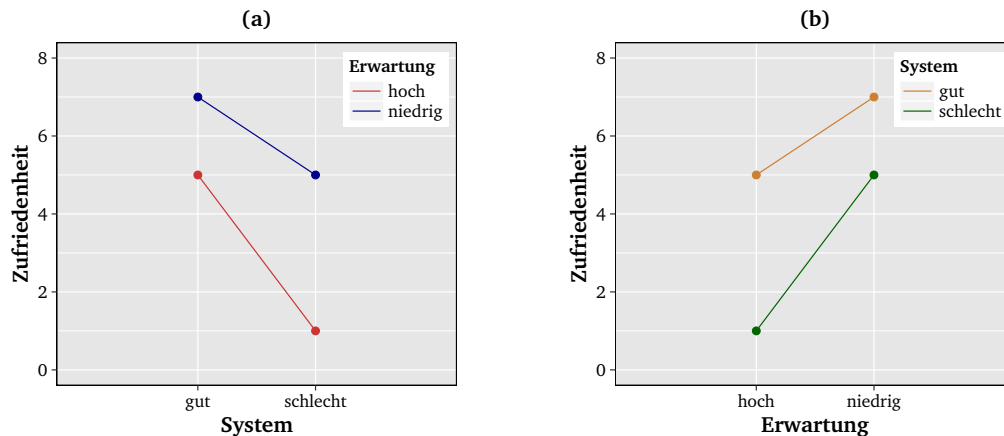 (a)
Zufriedenheit
8
6
4
2
0
Erwartung
hoch
niedrig
gut schlecht
System
(b)
Zufriedenheit
8
6
4
2
0
System
gut
schlecht
hoch niedrig
Erwartung